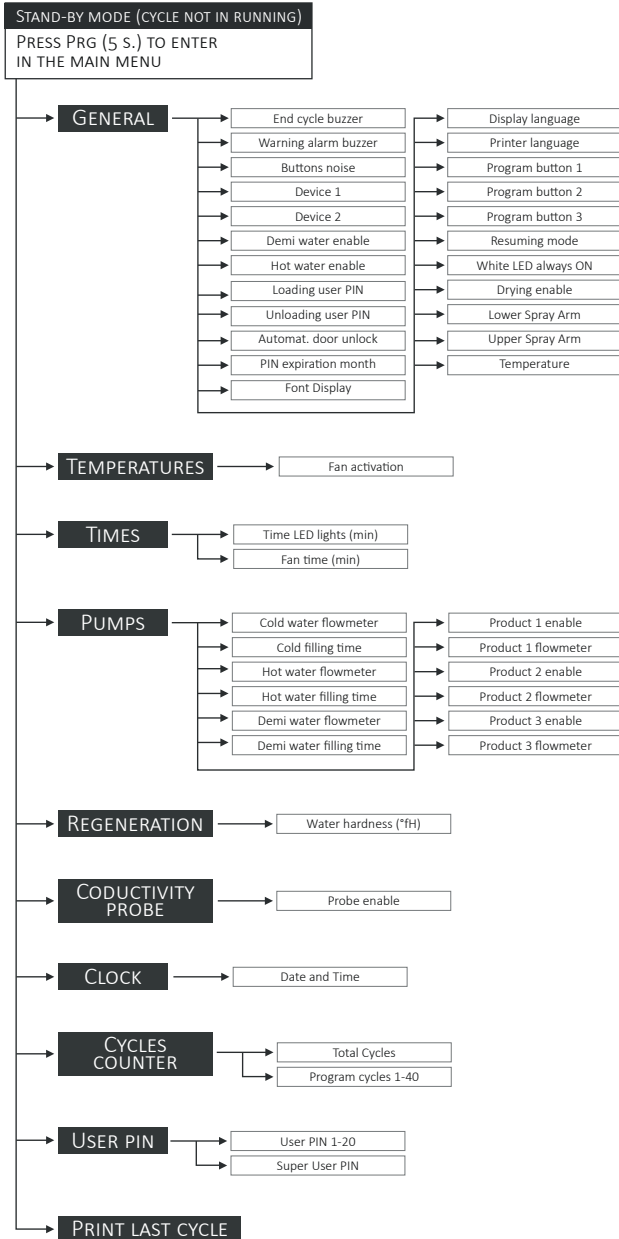 STAND-BY MODE (CYCLE NOT IN RUNNING)
PRESS PRG (5 S.) TO ENTER
IN THE MAIN MENU
GENERAL
End cycle buzzer
Warning alarm buzzer
Buttons noise
Device 1
Device 2
Demi water enable
Hot water enable
Loading user PIN
Unloading user PIN
Automat. door unlock
PIN expiration month
Font Display
Display language
Printer language
Program button 1
Program button 2
Program button 3
Resuming mode
White LED always ON
Drying enable
Lower Spray Arm
Upper Spray Arm
Temperature
TEMPERATURES
Fan activation
TIMES
Time LED lights (min)
Fan time (min)
PUMPS
Cold water flowmeter
Cold filling time
Hot water flowmeter
Hot water filling time
Demi water flowmeter
Demi water filling time
Product 1 enable
Product 1 flowmeter
Product 2 enable
Product 2 flowmeter
Product 3 enable
Product 3 flowmeter
REGENERATION
Water hardness (°fH)
CODUCTIVITY
PROBE
Probe enable
CLOCK
Date and Time
CYCLES
COUNTER
Total Cycles
Program cycles 1-40
USER PIN
User PIN 1-20
Super User PIN
PRINT LAST CYCLE